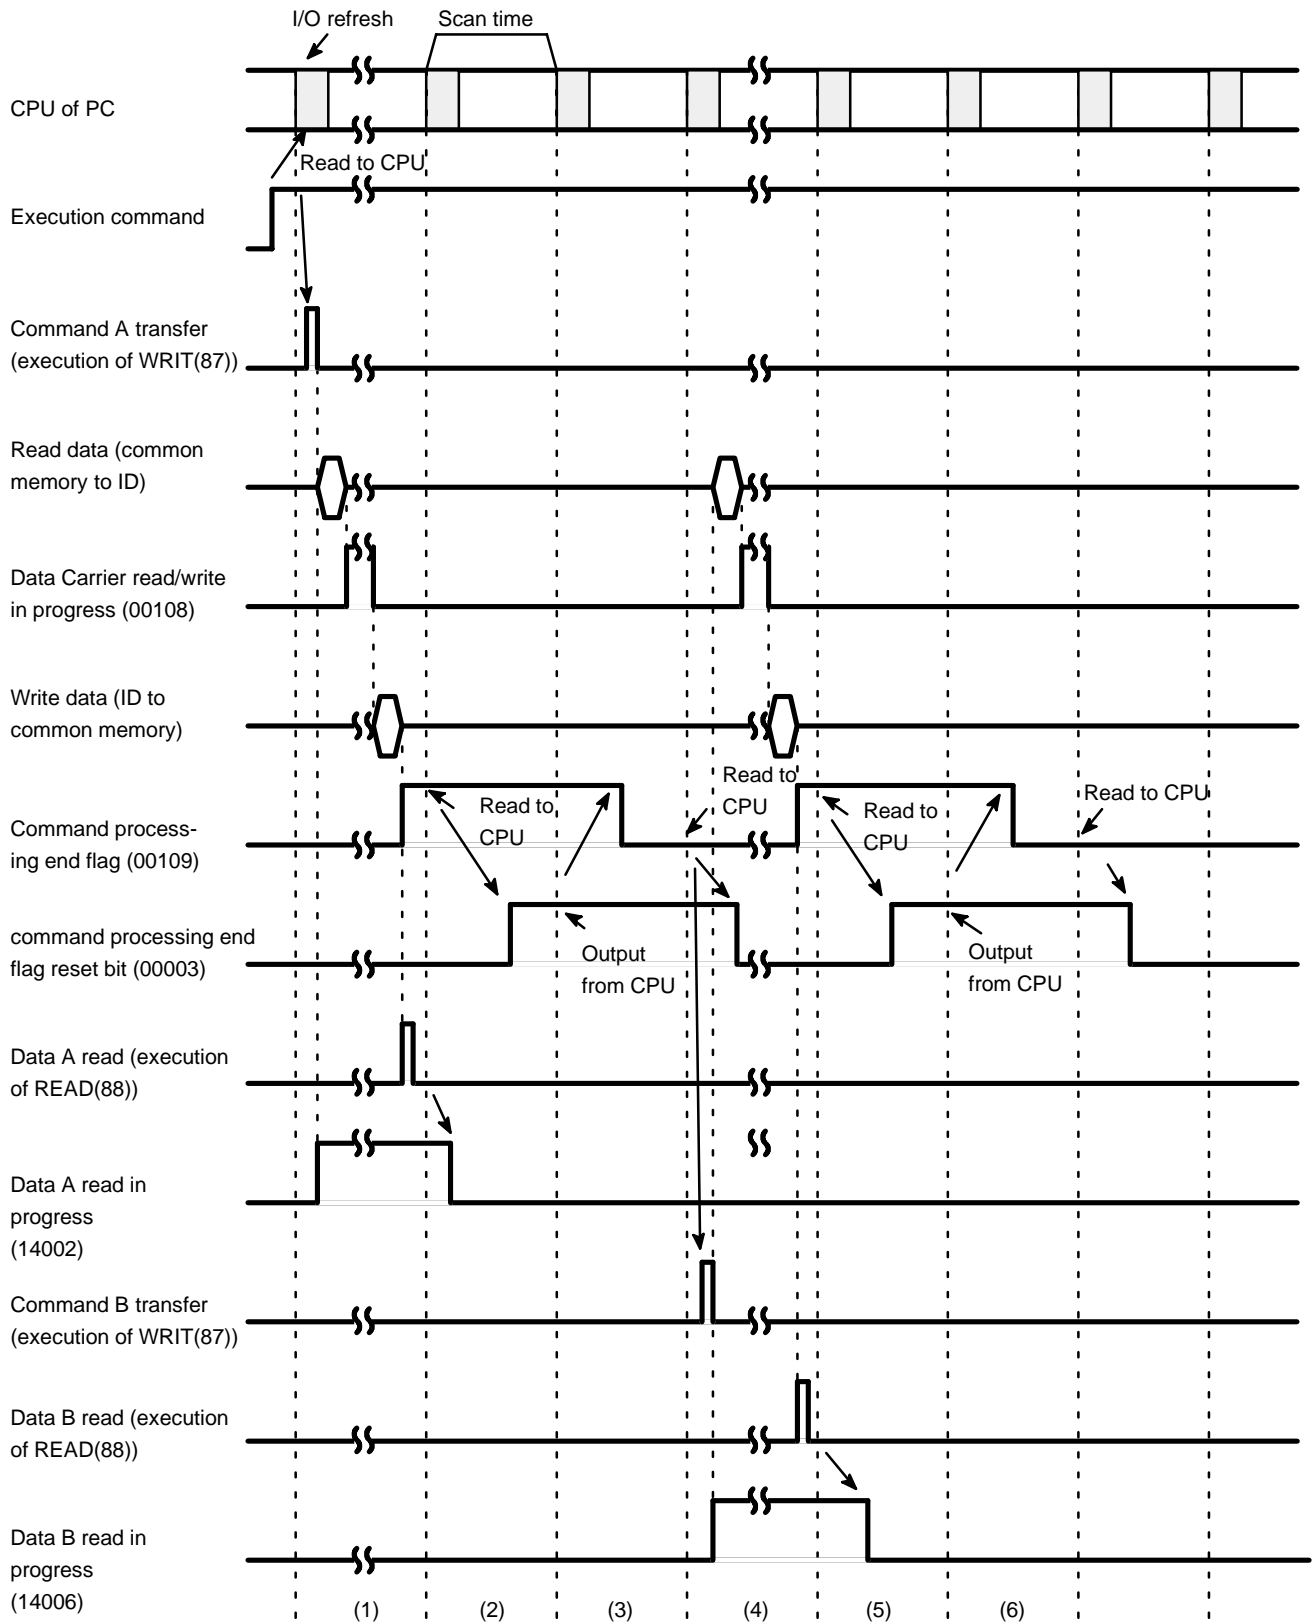 I/O refresh
Scan time
CPU of PC
Read to CPU
Execution command
Command A transfer
(execution of WRIT(87))
Read data (common
memory to ID)
Data Carrier read/write
in progress (00108)
Write data (ID to
common memory)
Read to
CPU
Read to
CPU
Read to
CPU
Read to CPU
Command process-
ing end flag (00109)
command processing end
flag reset bit (00003)
Output
from CPU
Output
from CPU
Data A read (execution
of READ(88))
Data A read in
progress
(14002)
Command B transfer
(execution of WRIT(87))
Data B read (execution
of READ(88))
Data B read in
progress
(14006)
(1)
(2)
(3)
(4)
(5)
(6)